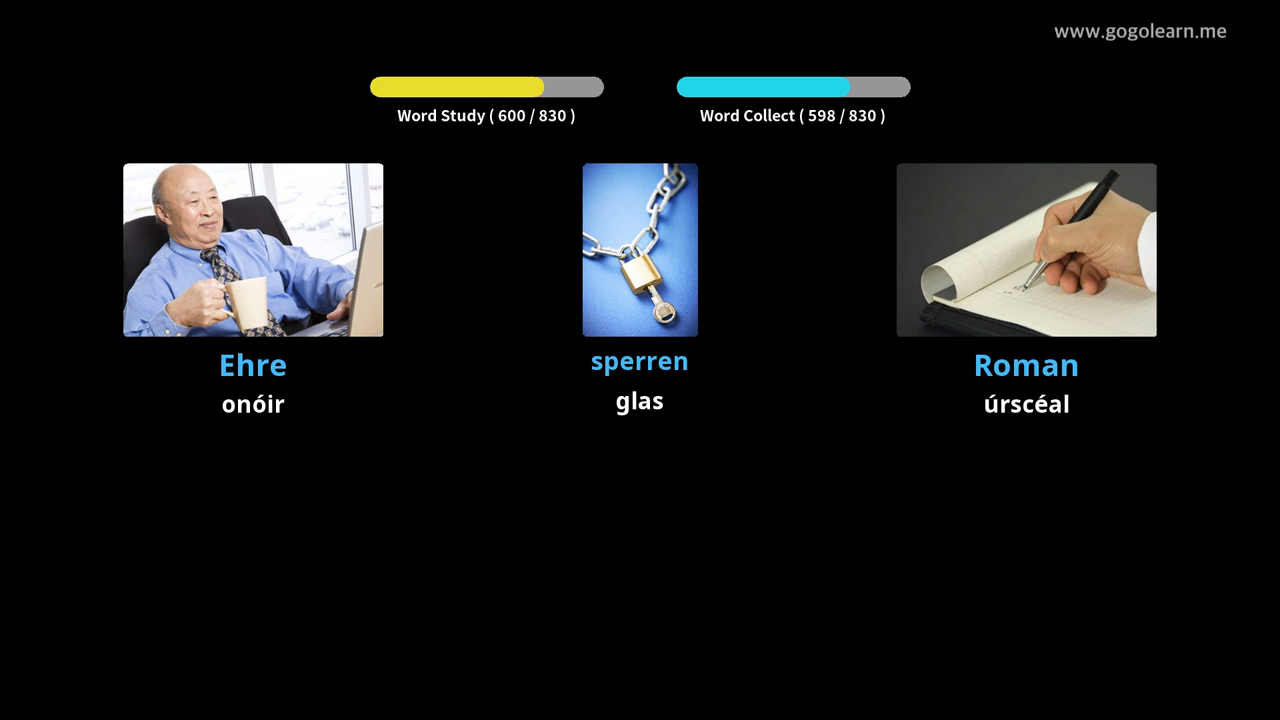 www.gogolearn.me
Word Study ( 600 / 830 )
Word Collect ( 598 / 830 )
Ehre
onóir
sperren
glas
Roman
úrscéal